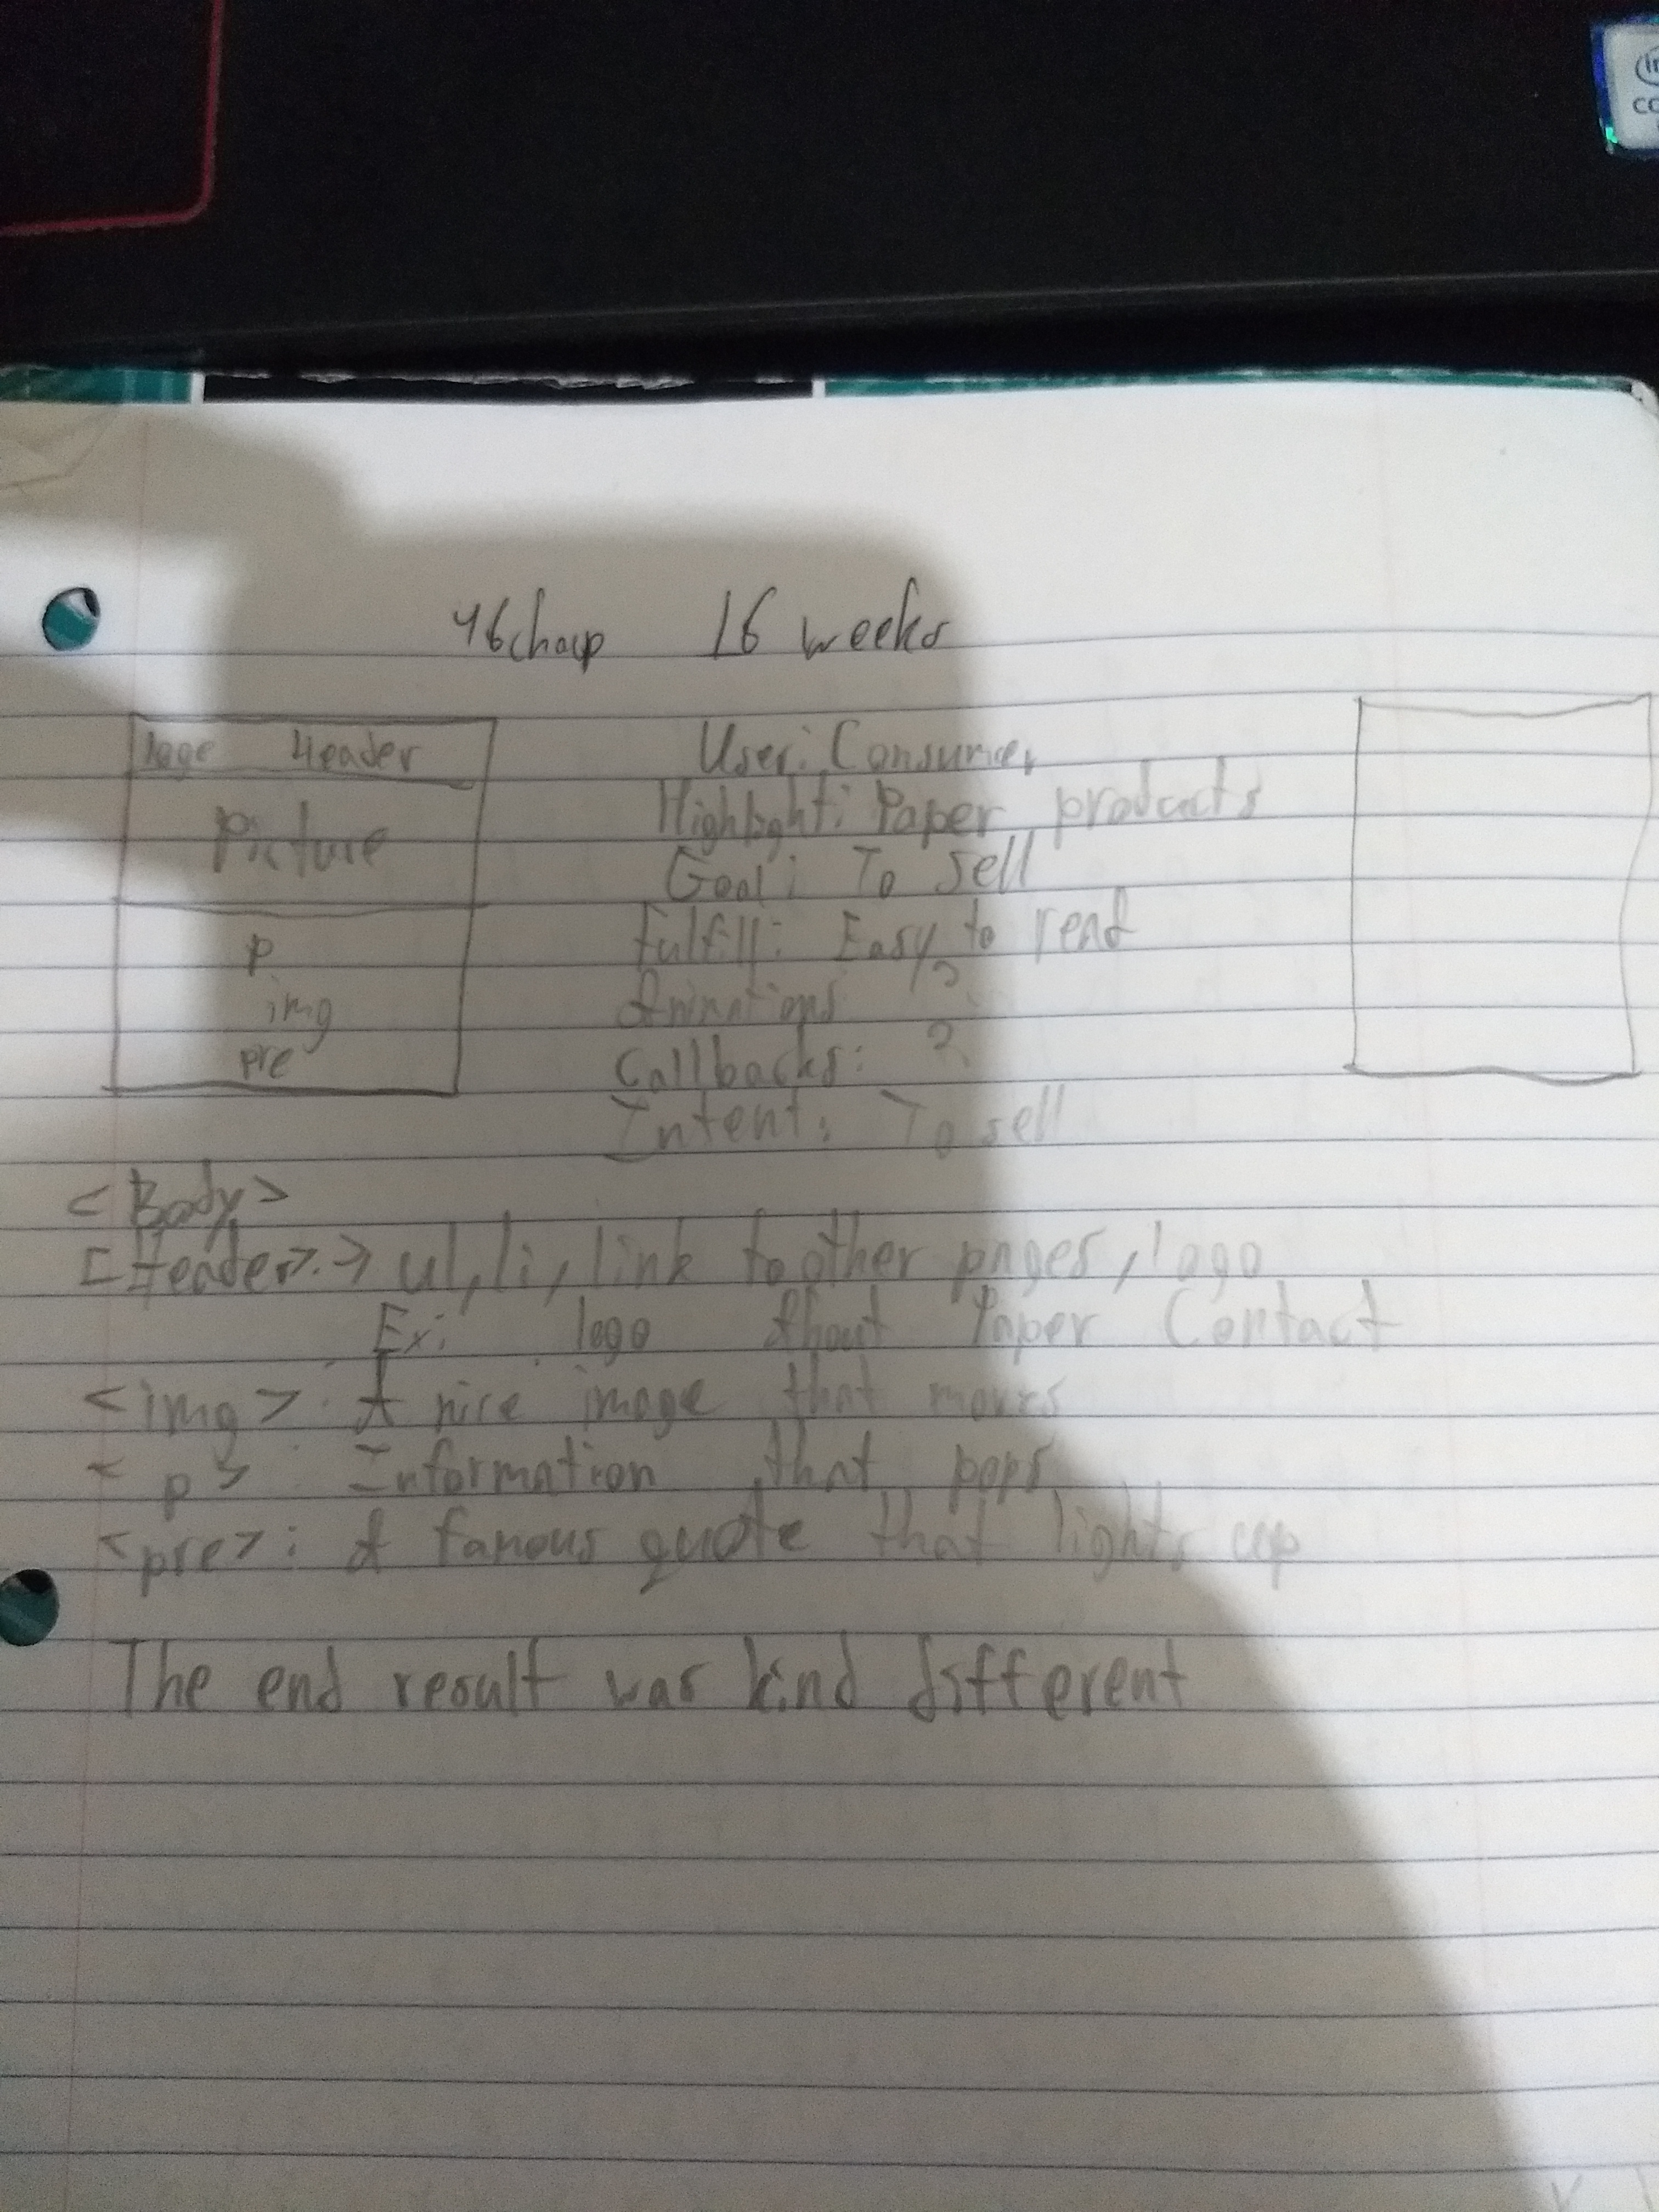 46chap 16 weeks
logo Header
Picture
p
img
pre
User: Consumer
Highlight: Paper products
Goal: To sell
Fulfill: Easy to read
Animations ?
Callbacks: ?
Intent: To sell
<Body>
[Header>:→ ul, li, link to other pages, logo
Ex: logo About Paper Contact
<img>: A nice image that moves
<p>: Information that pops
<pre>: A famous quote that lights up
The end result was kind different